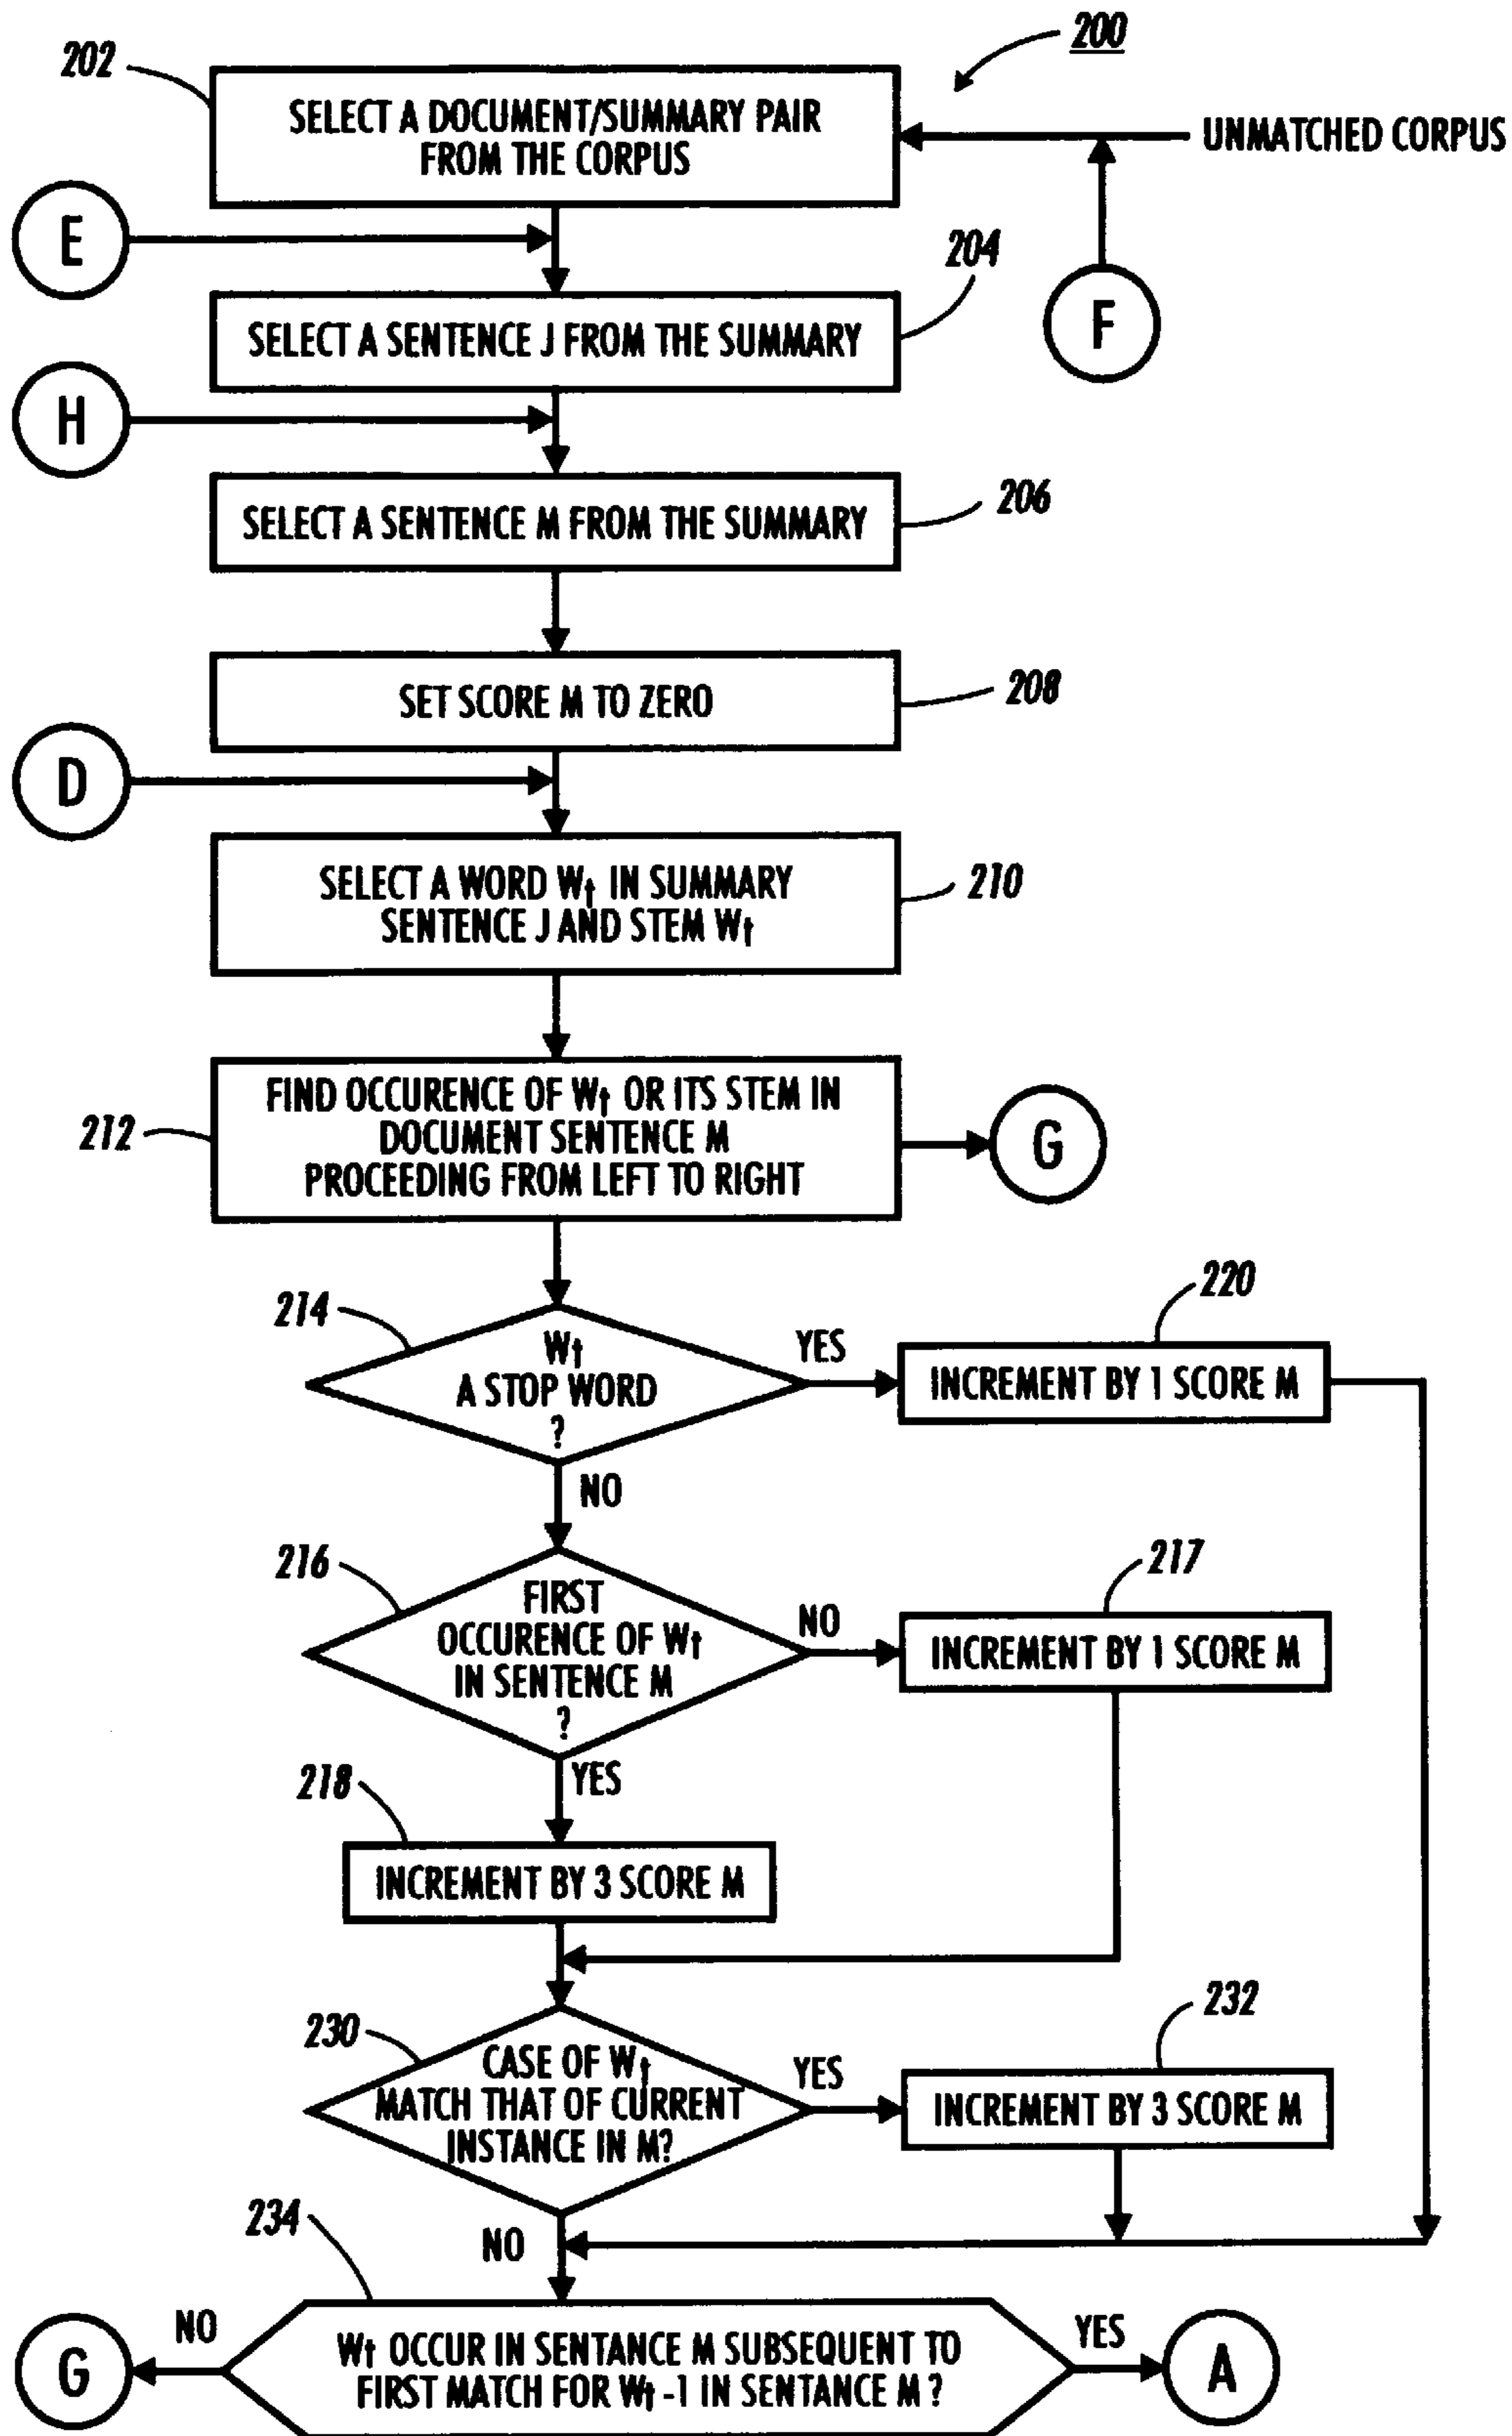 200
202
SELECT A DOCUMENT/SUMMARY PAIR
FROM THE CORPUS
UNMATCHED CORPUS
E
F
204
SELECT A SENTENCE J FROM THE SUMMARY
H
206
SELECT A SENTENCE M FROM THE SUMMARY
208
SET SCORE M TO ZERO
D
210
SELECT A WORD Wt IN SUMMARY
SENTENCE J AND STEM Wt
212
FIND OCCURENCE OF Wt OR ITS STEM IN
DOCUMENT SENTENCE M
PROCEEDING FROM LEFT TO RIGHT
G
214
Wt
A STOP WORD
?
YES
220
INCREMENT BY 1 SCORE M
NO
216
FIRST
OCCURENCE OF Wt
IN SENTENCE M
?
NO
217
INCREMENT BY 1 SCORE M
YES
218
INCREMENT BY 3 SCORE M
230
CASE OF Wt
MATCH THAT OF CURRENT
INSTANCE IN M?
YES
232
INCREMENT BY 3 SCORE M
NO
234
Wt OCCUR IN SENTANCE M SUBSEQUENT TO
FIRST MATCH FOR Wt -1 IN SENTANCE M ?
NO
G
YES
A